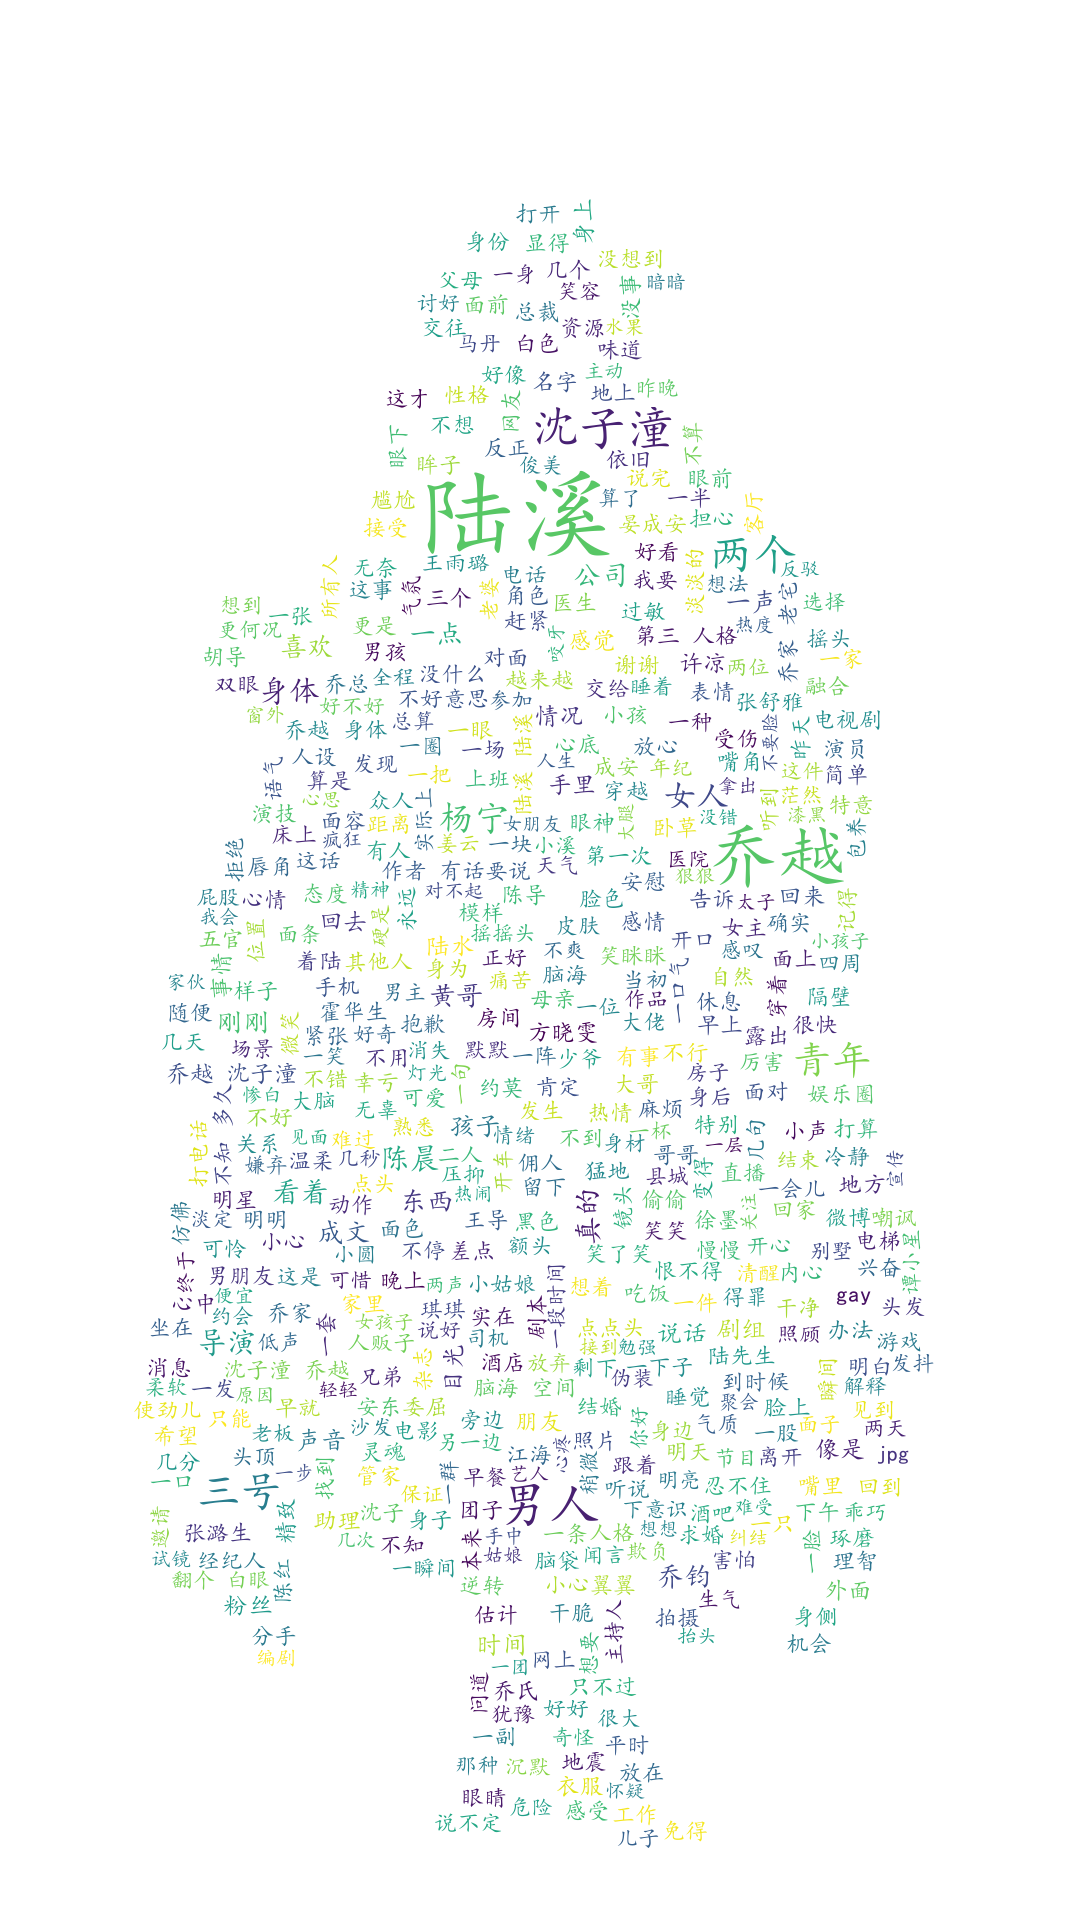 打开 身上
身份 显得
没想到
父母 一身 几个 没事 暗暗
讨好 面前 总裁 笑容
交往 马丹 白色 资源 水果
味道
好像 名字 主动
这才 性格 网友 地上 昨晚
眼下 不想 沈子潼 不算
反正 依旧
眸子 俊美 说完 眼前
尴尬 陆溪 算了 一半 客厅
接受 晏成安 担心
所有人 无奈 王雨璐 电话 公司 好看 两个 反驳
这事 气氛 三个 老婆 角色 医生 我要 淡淡的 想法 老宅
想到 一张 赶紧 过敏 一声 选择
更何况 更是 一点 咬牙 感觉 第三 人格 热度 摇头
胡导 喜欢 男孩 对面 谢谢 许凉 两位 乔家 一家
双眼 身体 乔总 全程 没什么 越来越 交给 睡着 表情 张舒雅 融合
窗外 好不好 不好意思 参加 情况 小孩 一种 昨天 电视剧
乔越 身体 总算 一眼 陆溪 心底 放心 受伤 不要脸 演员
语气 人设 发现 一圈 一场 人生 成安 年纪 嘴角 这件 简单
算是 一把 上班 陆溪 手里 穿越 女人 拿出 听到 茫然
演技 心思 众人 实际上 杨宁 女朋友 眼神 大腿 卧草 没错 漆黑 特意
床上 面容 距离 乔越 包养
拒绝 疯狂 有人 姜云 一块 小溪
唇角 这话 作者 有话要说 天气 第一次 医院
屁股 心情 态度 精神 永远 对不起 陈导 脸色 安慰 狠狠 告诉 太子 回来
我会 回去 硬是 模样 皮肤 感情 女主 确实 记得
五官 位置 面条 陆水 摇摇头 不爽 笑眯眯 开口 感叹 小孩子
事情 着陆 其他人 身为 正好 脑海 当初 一口气 自然 面上 四周
家伙 样子 手机 男主 黄哥 痛苦 母亲 一位 作品 休息 穿着 隔壁
随便 刚刚 微笑 霍华生 房间 方晓雯 大佬 早上 露出 很快
几天 场景 紧张 好奇 抱歉 消失 默默 一阵 少爷 有事 不行 房子 厉害 青年
乔越 沈子潼 一笑 不用 灯光 一句 约莫 肯定 大哥 身后 面对 娱乐圈
多久 惨白 不错 幸亏 可爱 发生 热情 麻烦
不好 大脑 无辜 熟悉 孩子 情绪 不到 一杯 特别 几句 小声 打算
打电话 不知 关系 见面 难过 陈晨 二人 身材 哥哥 一层 结束 冷静
嫌弃 温柔 几秒 压抑 开车 佣人 猛地 县城 变得 直播 一会儿 地方 宣传
明星 看着 点头 东西 热闹 留下 真的 镜头 偷偷 关注 回家
仿佛 淡定 明明 动作 成文 面色 王导 黑色 笑笑 徐墨 微博 嘲讽
可怜 小心 小圆 不停 差点 额头 笑了笑 慢慢 开心 别墅 电梯 谭小星
终于 男朋友 这是 可惜 晚上 两声 小姑娘 一段时间 想着 恨不得 清醒 内心 兴奋
心中 便宜 家里 琪琪 实在 剧本 吃饭 一件 得罪 gay 头发
坐在 约会 乔家 一套 女孩子 说好 司机 点点头 说话 剧组 干净 照顾 办法
导演 低声 人贩子 杂志 目光 接到 勉强 游戏
消息 沈子潼 乔越 兄弟 酒店 放弃 剩下 一下子 陆先生 瞬间 明白 发抖
柔软 一发 原因 轻轻 脑海 空间 伪装 到时候 解释
使劲儿 只能 早就 安东 委屈 结婚 睡觉 聚会 脸上 见到
希望 老板 声音 沙发 电影 旁边 朋友 你好 身边 气质 一股 面子 两天
几分 头顶 灵魂 另一边 江海 心疼 照片 明天 节目 离开 像是 jpg
一口 三号 一步 找到 管家 一群 早餐 艺人 稍微 跟着 听说 明亮 忍不住 嘴里 回到
邀请 精致 保证 团子 男人 下意识 酒吧 难受 一只 下午 乖巧
张潞生 助理 沈子 身子 本来 手中 一条 人格 想想 求婚 纠结 一脸 琢磨
试镜 经纪人 陈红 几次 不知 一瞬间 姑娘 脑袋 闻言 欺负 害怕 理智
翻个 白眼 逆转 小心翼翼 乔钧 外面
粉丝 估计 干脆 主持人 拍摄 生气 身侧
分手 时间 想要 抬头 机会
编剧 一团 网上
问道 乔氏 只不过
犹豫 好好 很大
一副 奇怪 平时
那种 沉默 地震 放在
眼睛 衣服 怀疑
说不定 危险 感受 工作
儿子 免得